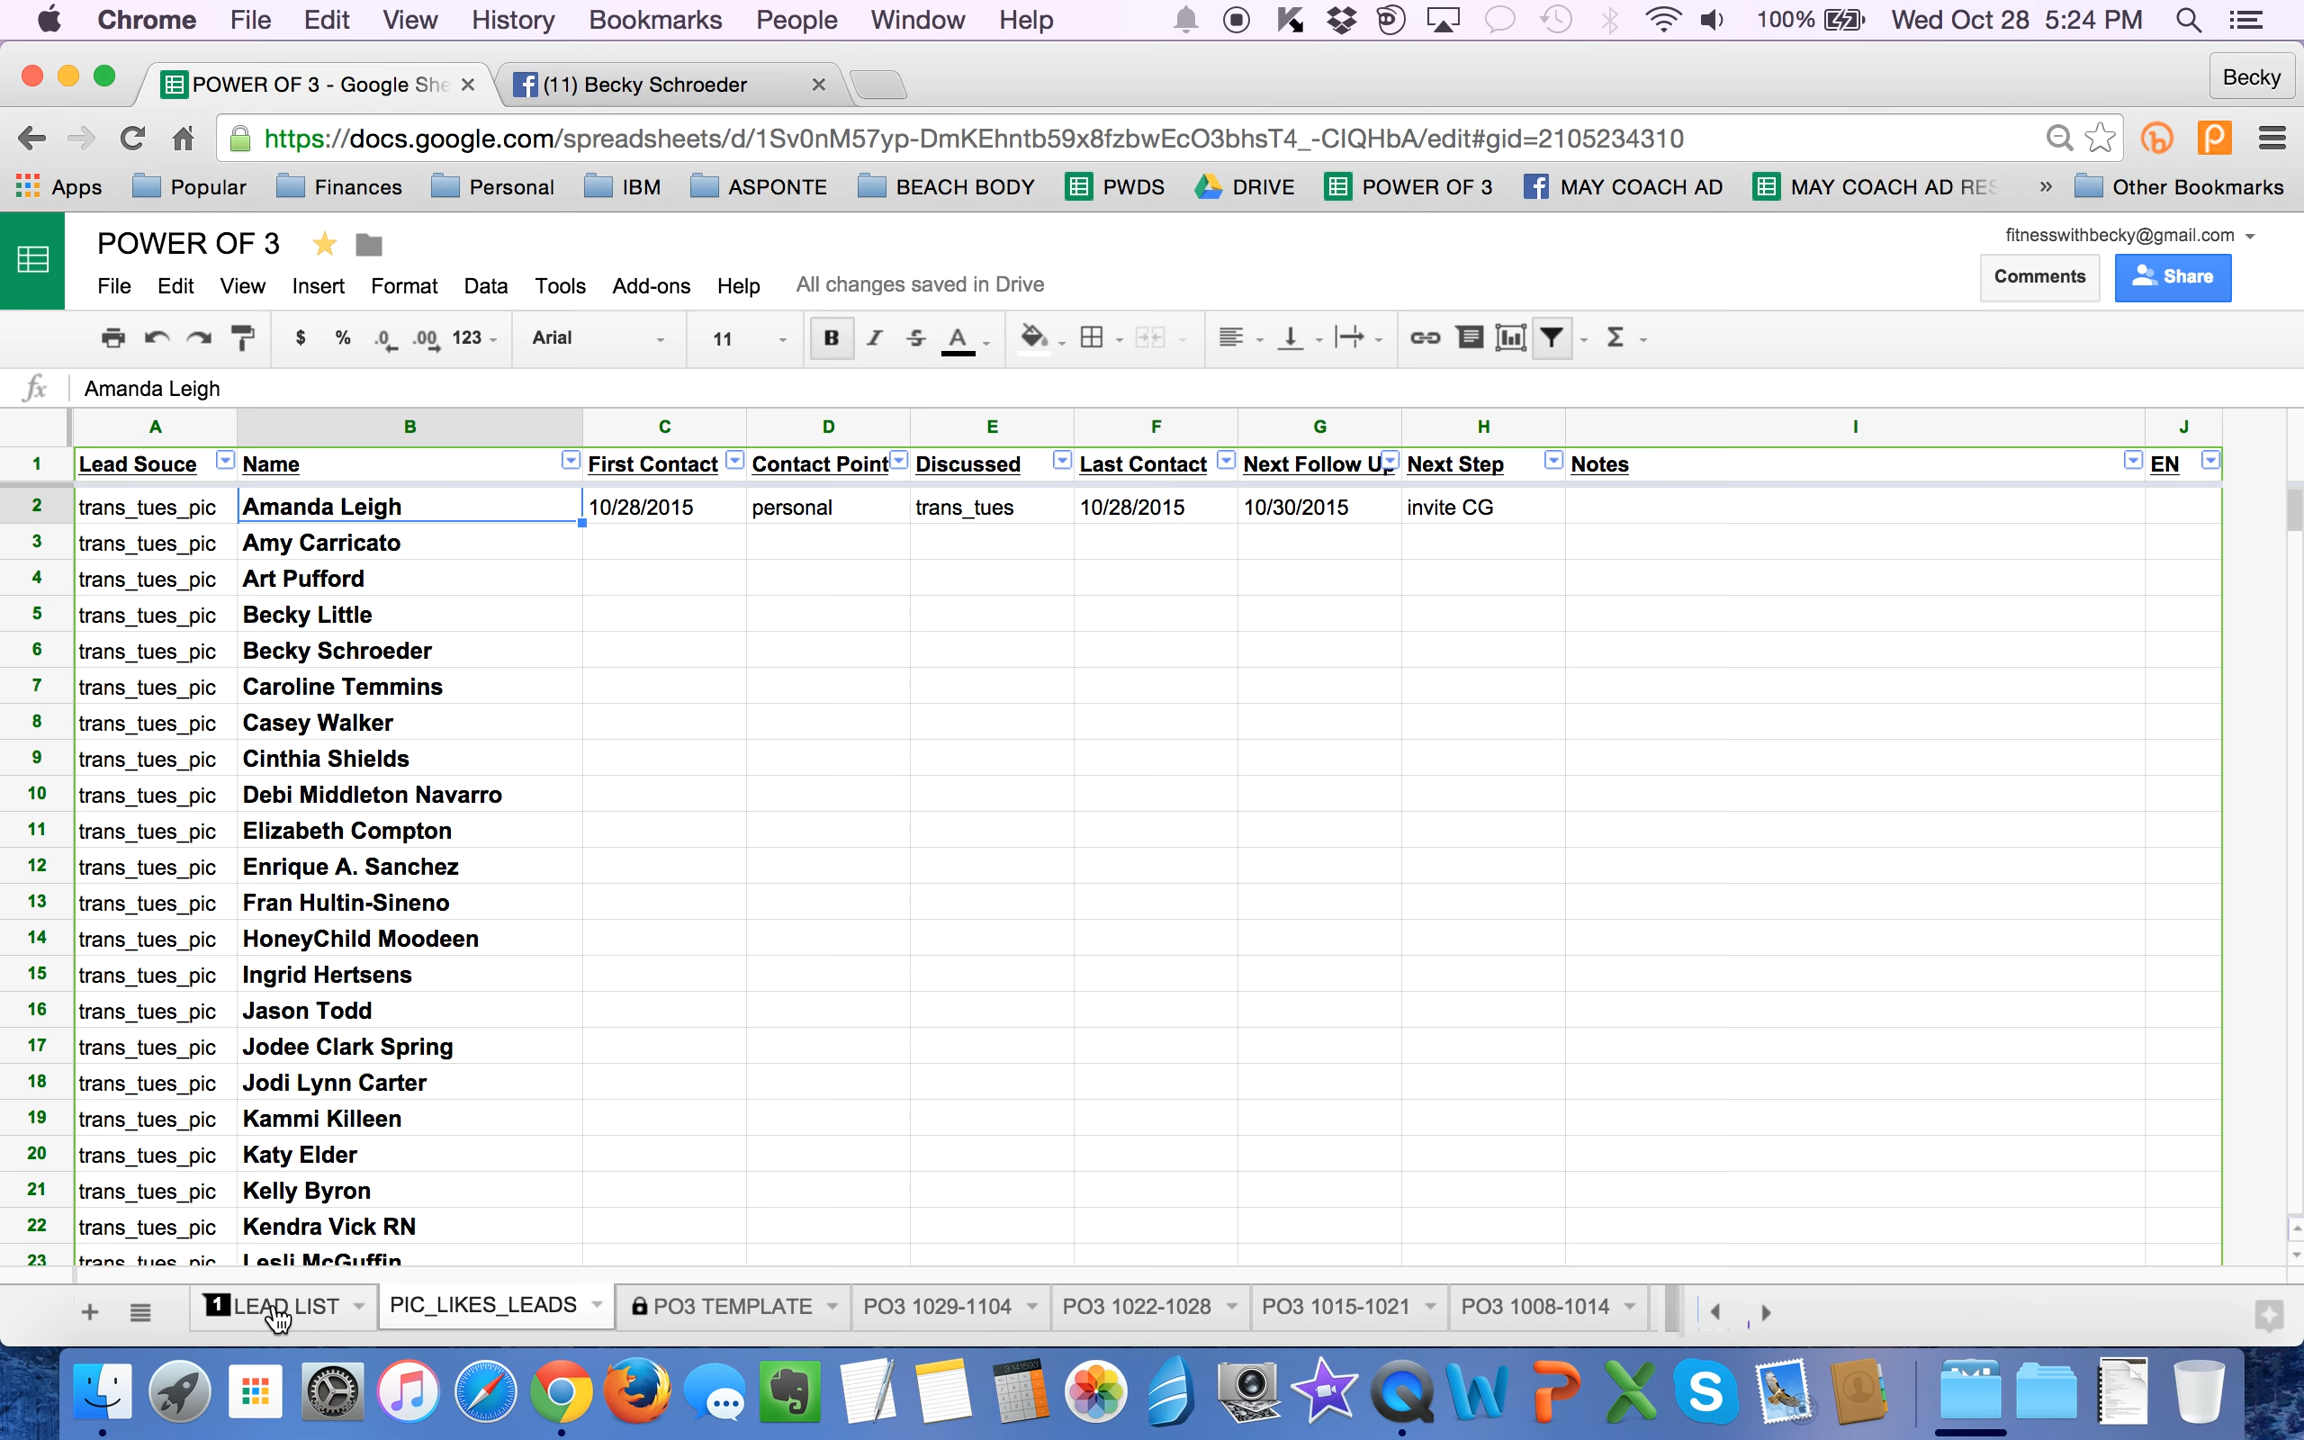 Chrome File Edit View History Bookmarks People Window Help 100% Wed Oct 28 5:24 PM
POWER OF 3 - Google She (11) Becky Schroeder Becky
https://docs.google.com/spreadsheets/d/1Sv0nM57yp-DmKEhntb59x8fzbwEcO3bhsT4_-CIQHbA/edit#gid=2105234310
Apps Popular Finances Personal IBM ASPONTE BEACH BODY PWDS DRIVE POWER OF 3 MAY COACH AD MAY COACH AD RES » Other Bookmarks
POWER OF 3 fitnesswithbecky@gmail.com
File Edit View Insert Format Data Tools Add-ons Help All changes saved in Drive Comments Share
$ % .0 .00 123 Arial 11 B I S A Σ
fx Amanda Leigh
A B C D E F G H I J
1 Lead Souce Name First Contact Contact Point Discussed Last Contact Next Follow Up Next Step Notes EN
2 trans_tues_pic Amanda Leigh 10/28/2015 personal trans_tues 10/28/2015 10/30/2015 invite CG
3 trans_tues_pic Amy Carricato
4 trans_tues_pic Art Pufford
5 trans_tues_pic Becky Little
6 trans_tues_pic Becky Schroeder
7 trans_tues_pic Caroline Temmins
8 trans_tues_pic Casey Walker
9 trans_tues_pic Cinthia Shields
10 trans_tues_pic Debi Middleton Navarro
11 trans_tues_pic Elizabeth Compton
12 trans_tues_pic Enrique A. Sanchez
13 trans_tues_pic Fran Hultin-Sineno
14 trans_tues_pic HoneyChild Moodeen
15 trans_tues_pic Ingrid Hertsens
16 trans_tues_pic Jason Todd
17 trans_tues_pic Jodee Clark Spring
18 trans_tues_pic Jodi Lynn Carter
19 trans_tues_pic Kammi Killeen
20 trans_tues_pic Katy Elder
21 trans_tues_pic Kelly Byron
22 trans_tues_pic Kendra Vick RN
23 trans_tues_pic Lesli McGuffin
1 LEAD LIST PIC_LIKES_LEADS PO3 TEMPLATE PO3 1029-1104 PO3 1022-1028 PO3 1015-1021 PO3 1008-1014